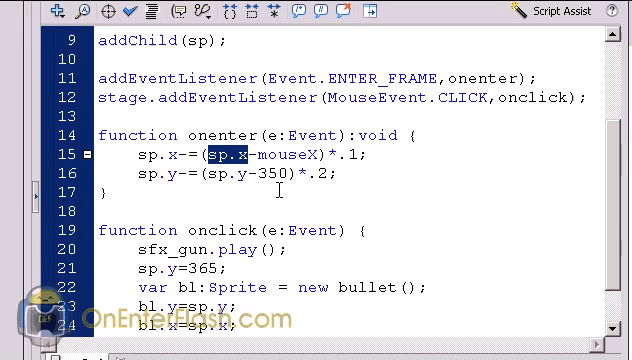 Script Assist
9 addChild(sp);
10
11 addEventListener(Event.ENTER_FRAME,onenter);
12 stage.addEventListener(MouseEvent.CLICK,onclick);
13
14 function onenter(e:Event):void {
15 sp.x-=(sp.x-mouseX)*.1;
16 sp.y-=(sp.y-350)*.2;
17 }
18
19 function onclick(e:Event) {
20 sfx_gun.play();
21 sp.y=365;
22 var bl:Sprite = new bullet();
23 bl.y=sp.y;
24 bl.x=sp.x;
OnEnterFlash.com